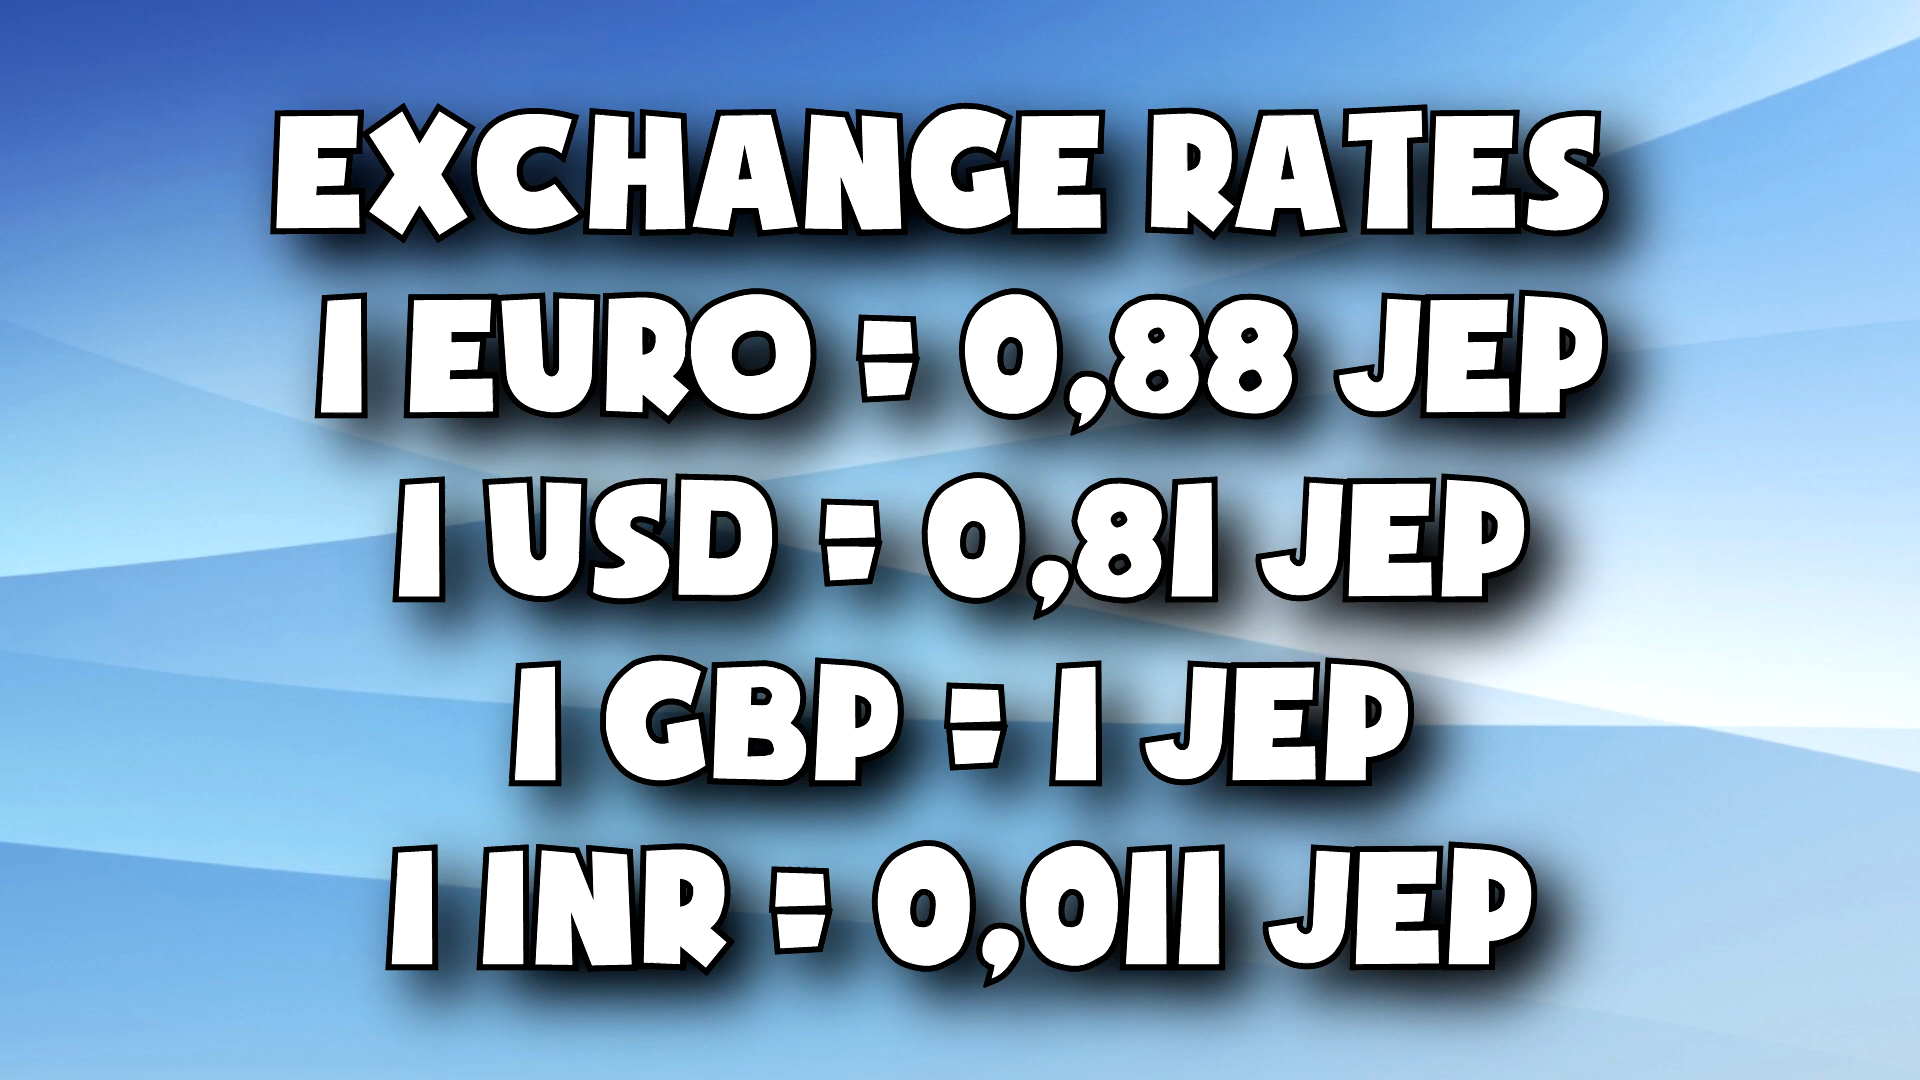 EXCHANGE RATES
1 EURO = 0,88 JEP
1 USD = 0,81 JEP
1 GBP = 1 JEP
1 INR = 0,011 JEP